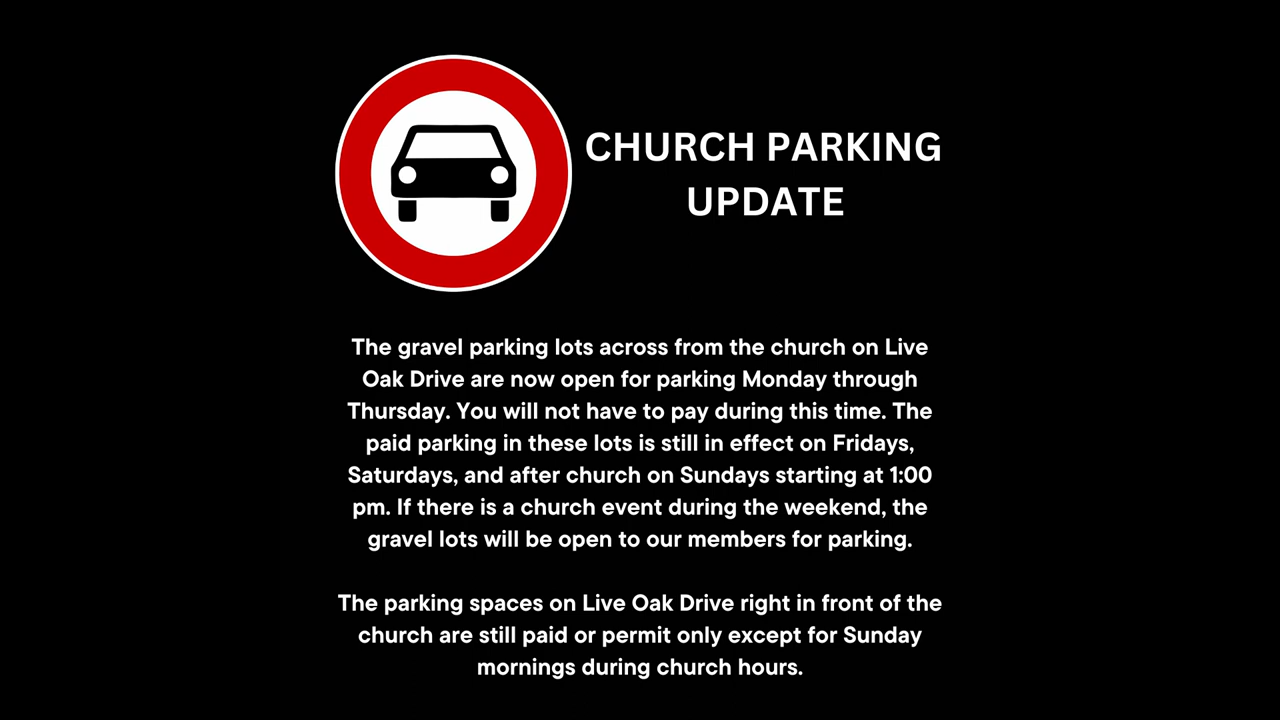 CHURCH PARKING
UPDATE
The gravel parking lots across from the church on Live
Oak Drive are now open for parking Monday through
Thursday. You will not have to pay during this time. The
paid parking in these lots is still in effect on Fridays,
Saturdays, and after church on Sundays starting at 1:00
pm. If there is a church event during the weekend, the
gravel lots will be open to our members for parking.
The parking spaces on Live Oak Drive right in front of the
church are still paid or permit only except for Sunday
mornings during church hours.